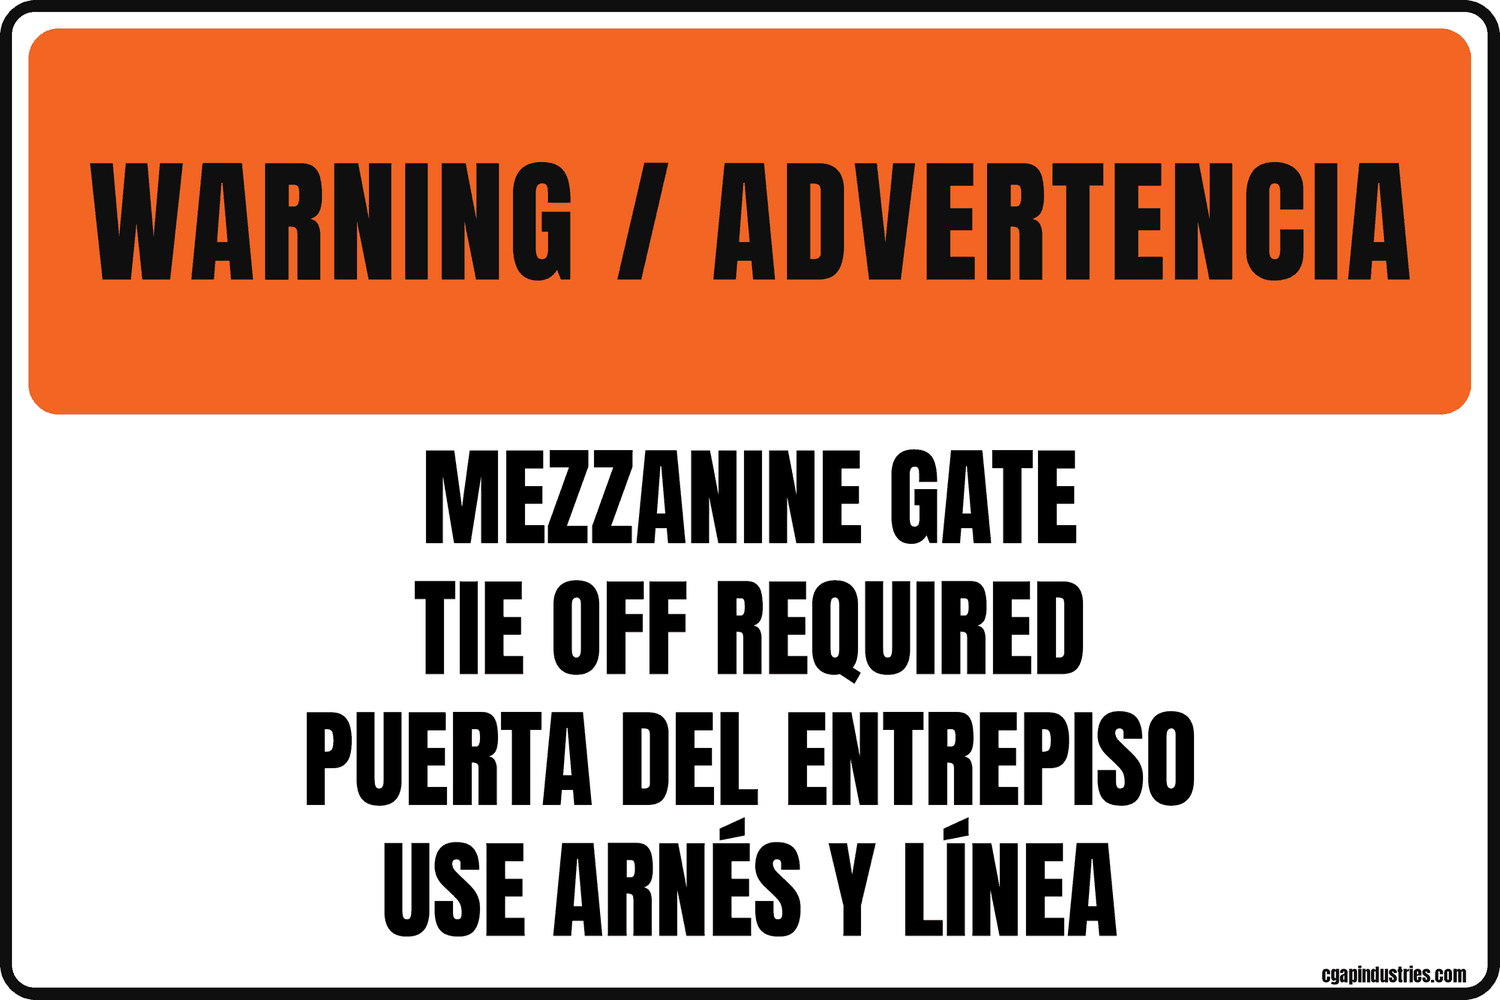 WARNING / ADVERTENCIA
MEZZANINE GATE
TIE OFF REQUIRED
PUERTA DEL ENTREPISO
USE ARNÉS Y LÍNEA
cgapindustries.com